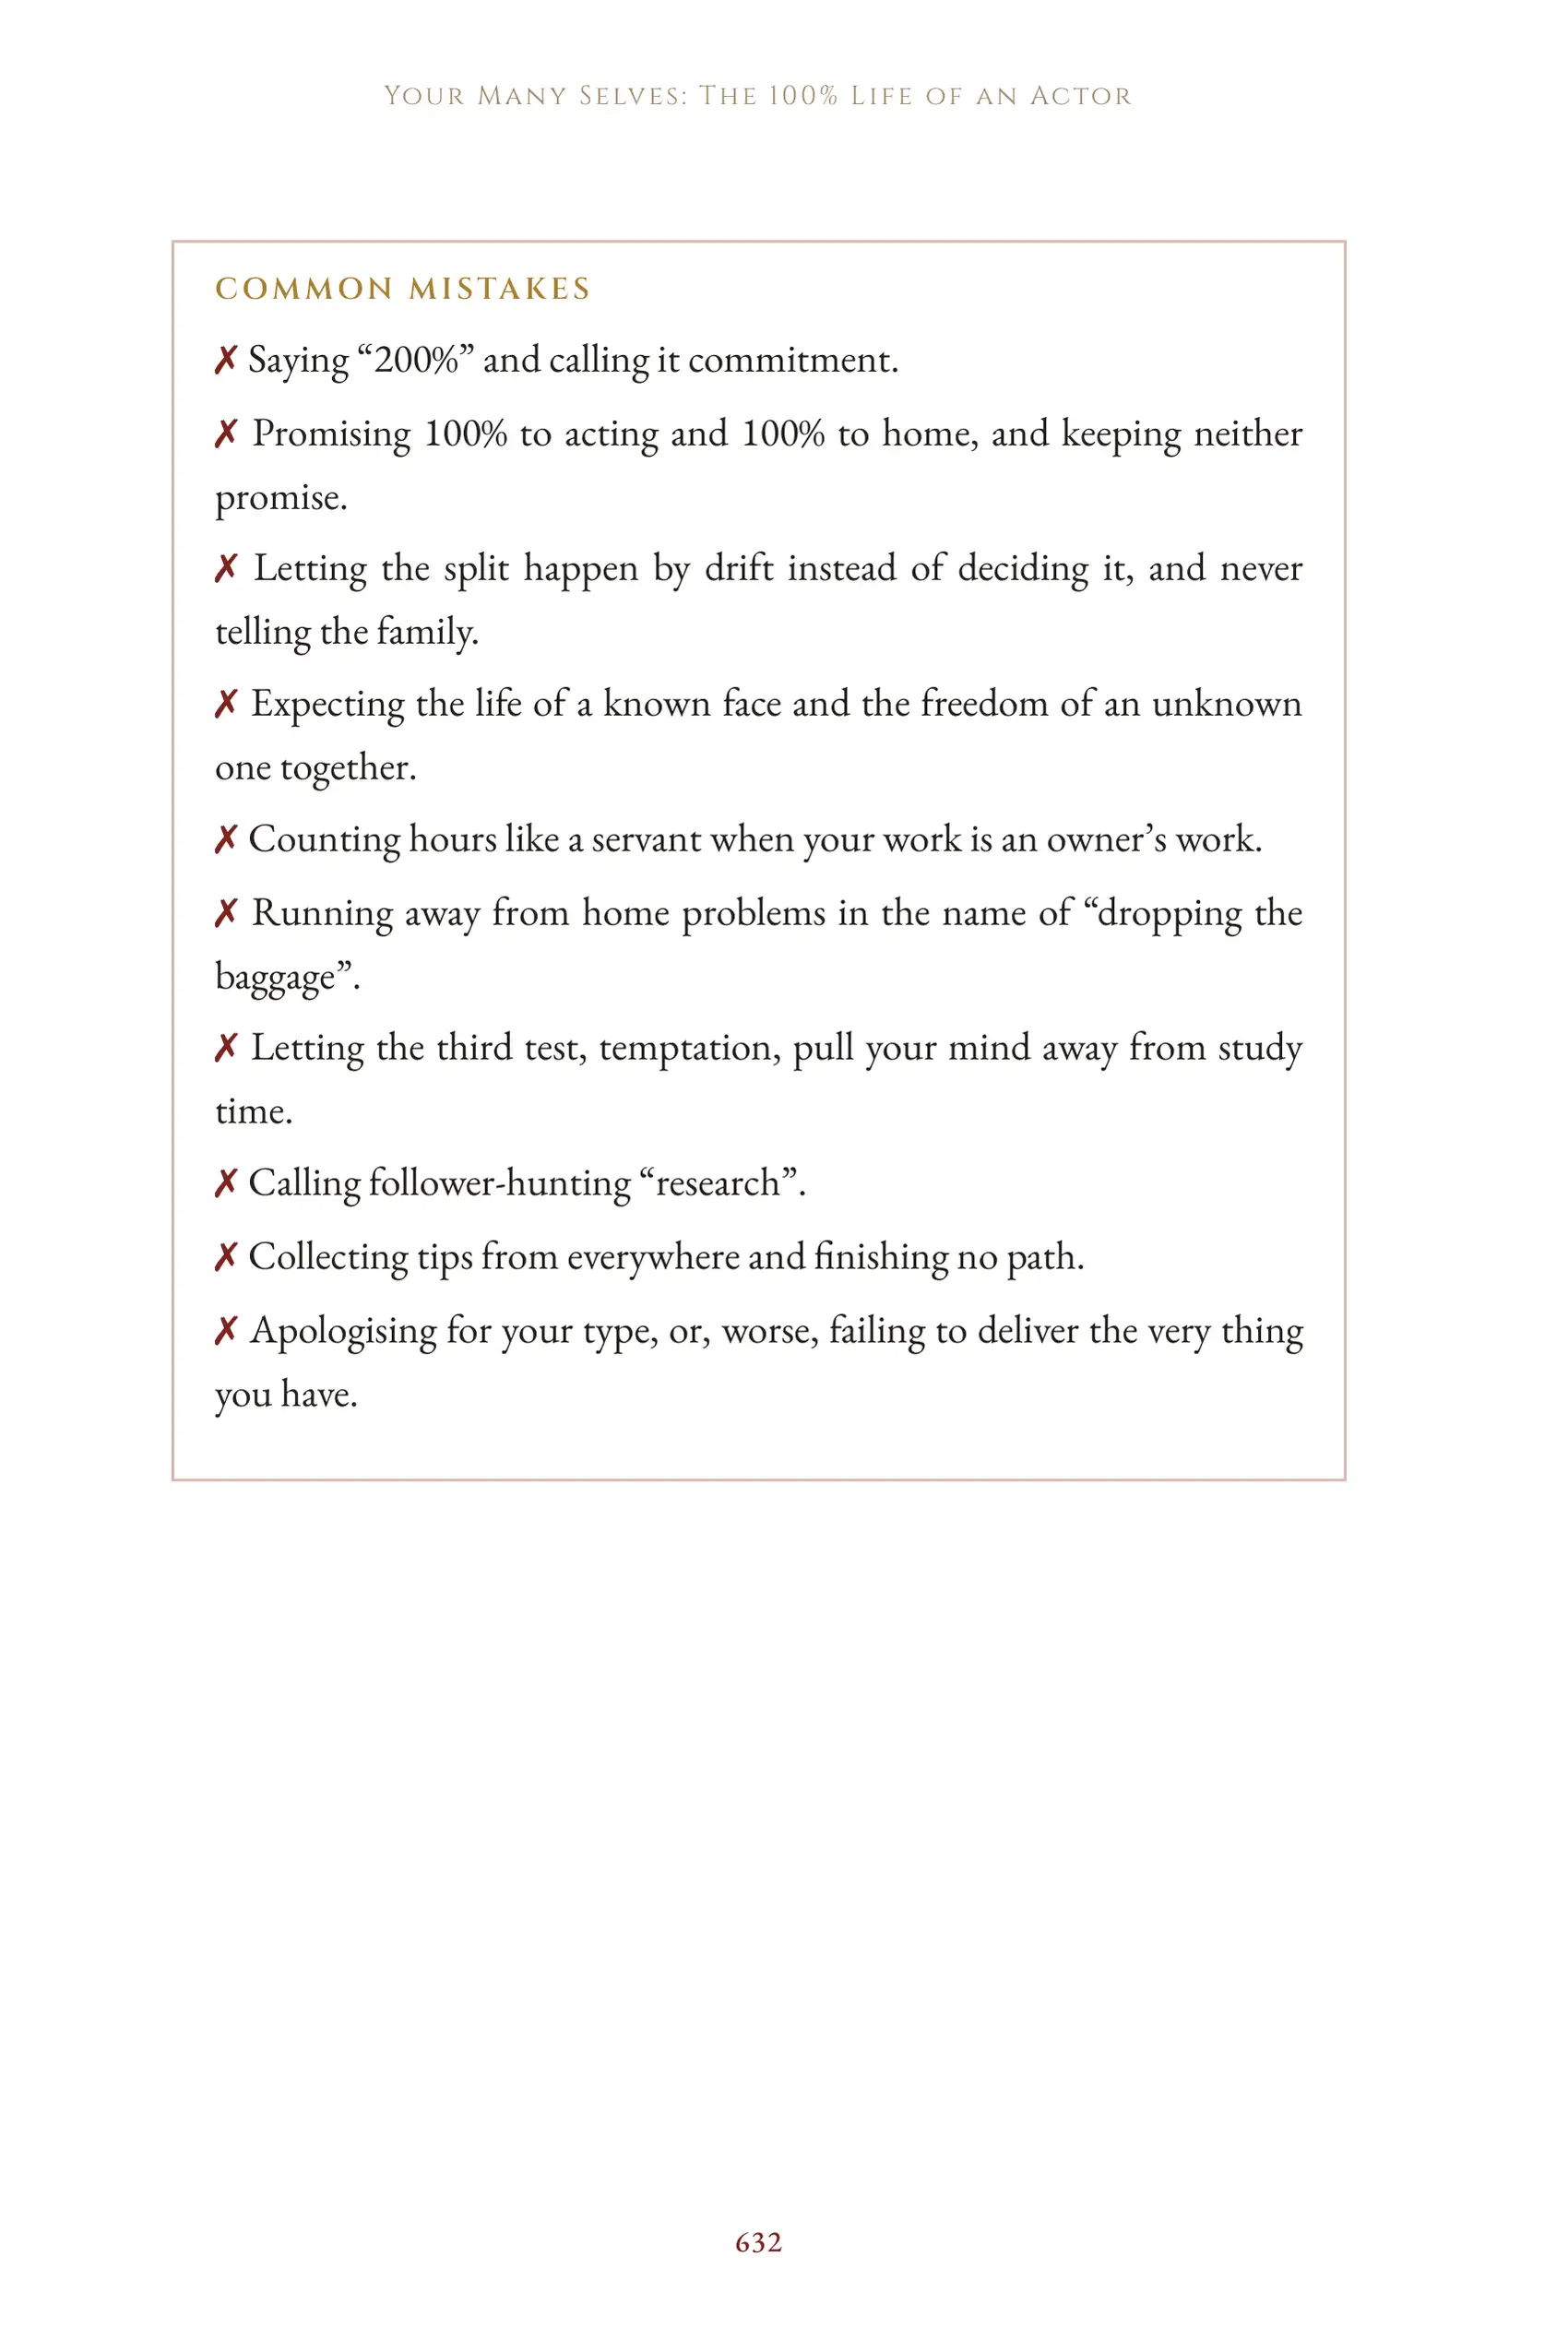 Your Many Selves: The 100% Life of an Actor
COMMON MISTAKES
✗ Saying “200%” and calling it commitment.
✗ Promising 100% to acting and 100% to home, and keeping neither
promise.
✗ Letting the split happen by drift instead of deciding it, and never
telling the family.
✗ Expecting the life of a known face and the freedom of an unknown
one together.
✗ Counting hours like a servant when your work is an owner’s work.
✗ Running away from home problems in the name of “dropping the
baggage”.
✗ Letting the third test, temptation, pull your mind away from study
time.
✗ Calling follower-hunting “research”.
✗ Collecting tips from everywhere and finishing no path.
✗ Apologising for your type, or, worse, failing to deliver the very thing
you have.
632